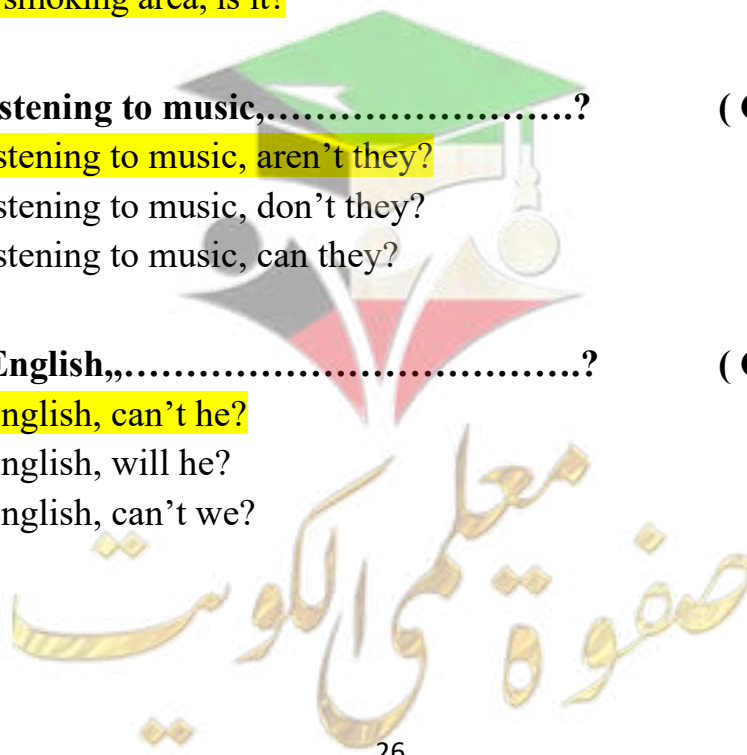 smoking area, is it?
stening to music,……………………….? ( 
stening to music, aren’t they?
stening to music, don’t they?
stening to music, can they?
English,,……………………………….? ( 
nglish, can’t he?
nglish, will he?
nglish, can’t we?
صفوة معلمى الكويت
26